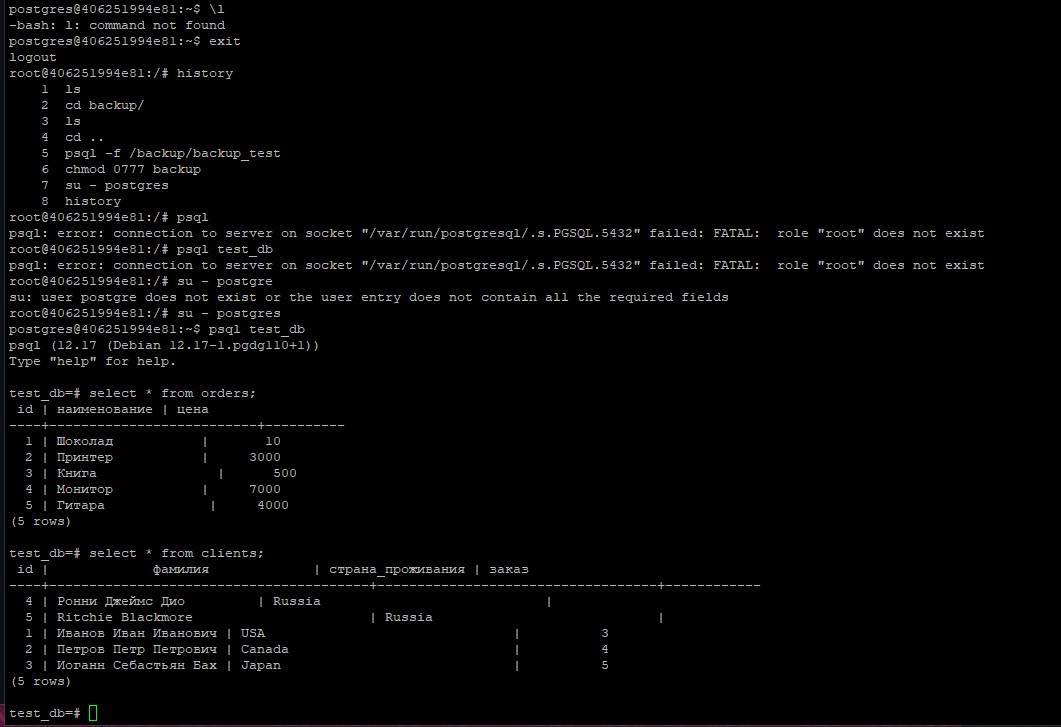 postgres@406251994e81:~$ \l
-bash: l: command not found
postgres@406251994e81:~$ exit
logout
root@406251994e81:/# history
    1  ls
    2  cd backup/
    3  ls
    4  cd ..
    5  psql -f /backup/backup_test
    6  chmod 0777 backup
    7  su - postgres
    8  history
root@406251994e81:/# psql
psql: error: connection to server on socket "/var/run/postgresql/.s.PGSQL.5432" failed: FATAL:  role "root" does not exist
root@406251994e81:/# psql test_db
psql: error: connection to server on socket "/var/run/postgresql/.s.PGSQL.5432" failed: FATAL:  role "root" does not exist
root@406251994e81:/# su - postgre
su: user postgre does not exist or the user entry does not contain all the required fields
root@406251994e81:/# su - postgres
postgres@406251994e81:~$ psql test_db
psql (12.17 (Debian 12.17-1.pgdg110+1))
Type "help" for help.

test_db=# select * from orders;
 id | наименование | цена
----+--------------------------+----------
  1 | Шоколад           |       10
  2 | Принтер           |     3000
  3 | Книга               |      500
  4 | Монитор           |     7000
  5 | Гитара             |     4000
(5 rows)

test_db=# select * from clients;
 id |             фамилия             | страна_проживания | заказ
----+----------------------------------------+-----------------------------------+------------
  4 | Ронни Джеймс Дио         | Russia                            |
  5 | Ritchie Blackmore                      | Russia                            |
  1 | Иванов Иван Иванович | USA                               |          3
  2 | Петров Петр Петрович | Canada                            |          4
  3 | Иоганн Себастьян Бах | Japan                             |          5
(5 rows)

test_db=#